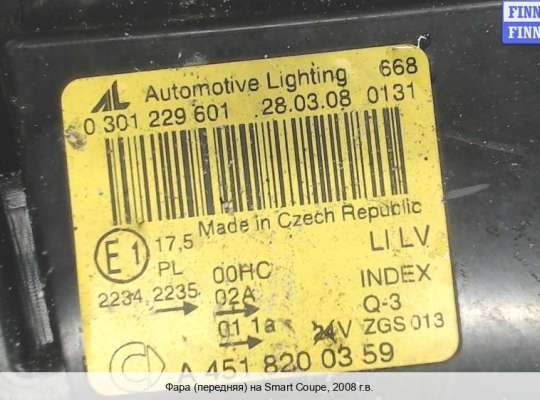 FINN
FINN
AL Automotive Lighting 668
0 301 229 601 28.03.08 0131
Made in Czech Republic
E1 17,5 LI LV
PL 00HC INDEX
2234 2235 02A Q-3
01 1a 24V ZGS 013
A 451 820 03 59
Фара (передняя) на Smart Coupe, 2008 г.в.